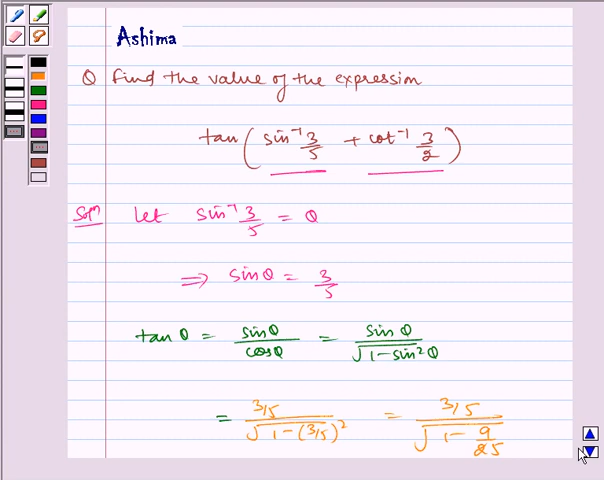 Ashima
Q Find the value of the expression
tan ( sin⁻¹ 3/5 + cot⁻¹ 3/2 )
Solⁿ Let sin⁻¹ 3/5 = θ
⇒ sinθ = 3/5
tan θ = sinθ/cosθ = sinθ/√(1-sin²θ)
= 3/5 / √(1-(3/5)²) = 3/5 / √(1 - 9/25)